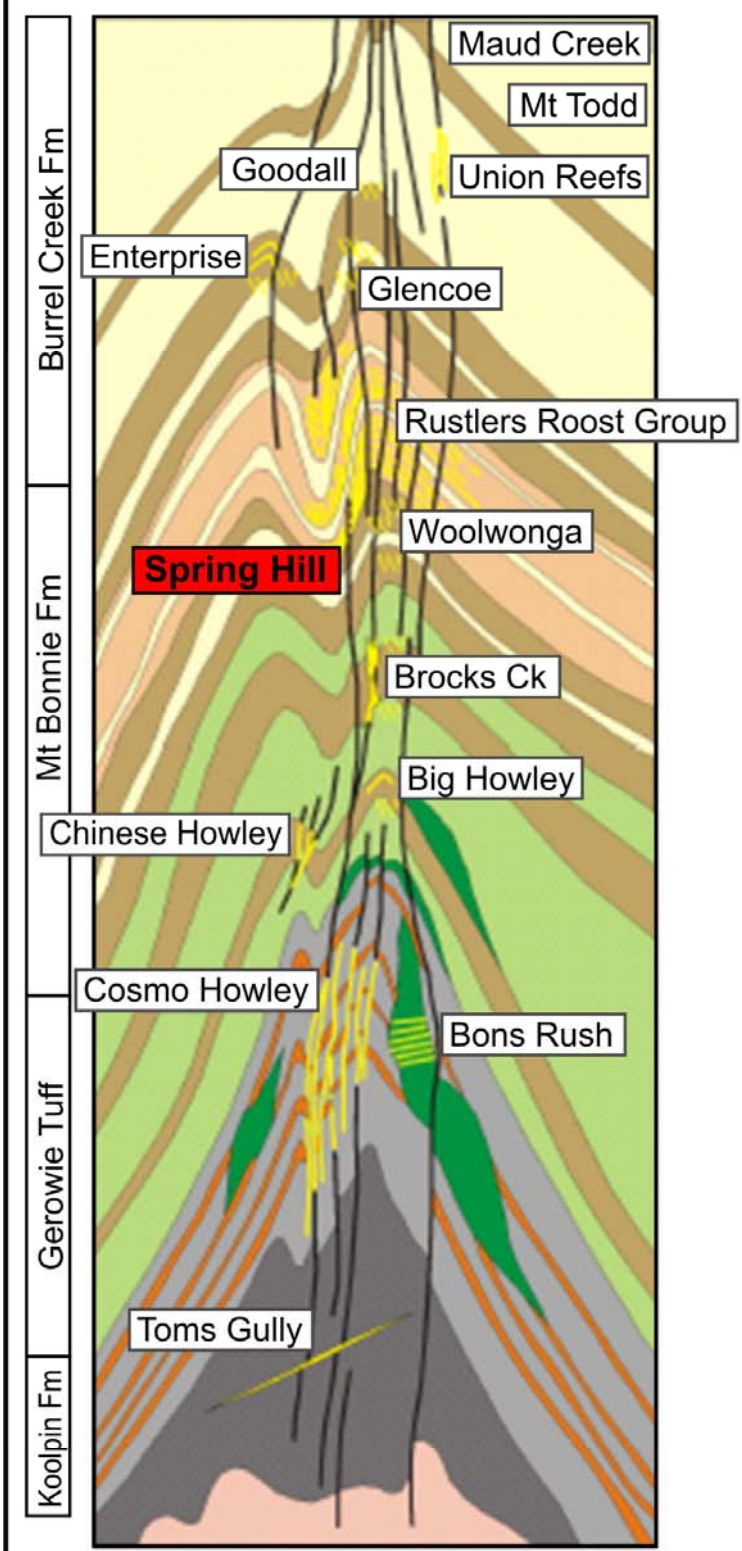 Maud Creek
Mt Todd
Goodall
Union Reefs
Enterprise
Glencoe
Rustlers Roost Group
Woolwonga
Spring Hill
Brocks Ck
Big Howley
Chinese Howley
Cosmo Howley
Bons Rush
Toms Gully
Burrel Creek Fm
Mt Bonnie Fm
Gerowie Tuff
Koolpin Fm